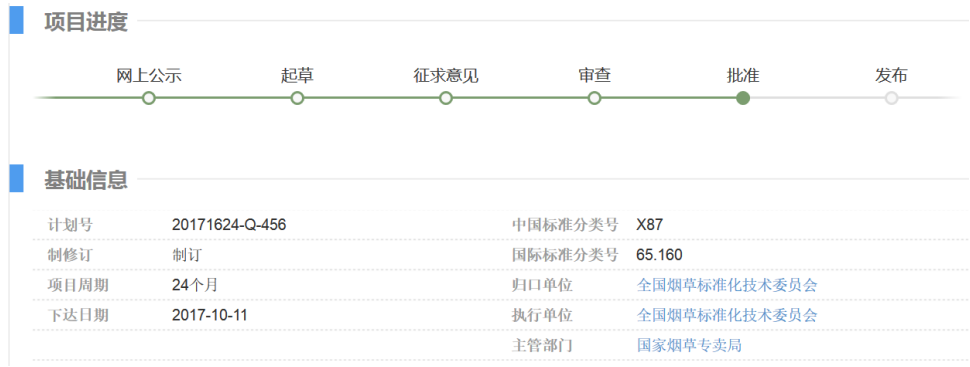 项目进度
网上公示 起草 征求意见 审查 批准 发布
基础信息
计划号 20171624-Q-456 中国标准分类号 X87
制修订 制订 国际标准分类号 65.160
项目周期 24个月 归口单位 全国烟草标准化技术委员会
下达日期 2017-10-11 执行单位 全国烟草标准化技术委员会
主管部门 国家烟草专卖局